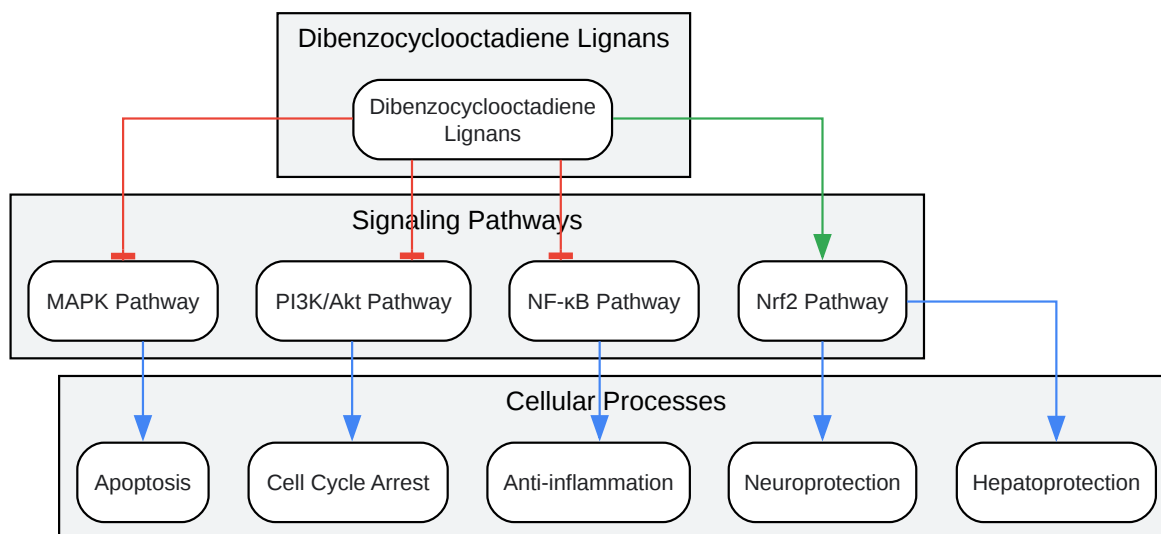 Dibenzocyclooctadiene Lignans
Dibenzocyclooctadiene
Lignans
Signaling Pathways
MAPK Pathway
PI3K/Akt Pathway
NF-κB Pathway
Nrf2 Pathway
Cellular Processes
Apoptosis
Cell Cycle Arrest
Anti-inflammation
Neuroprotection
Hepatoprotection